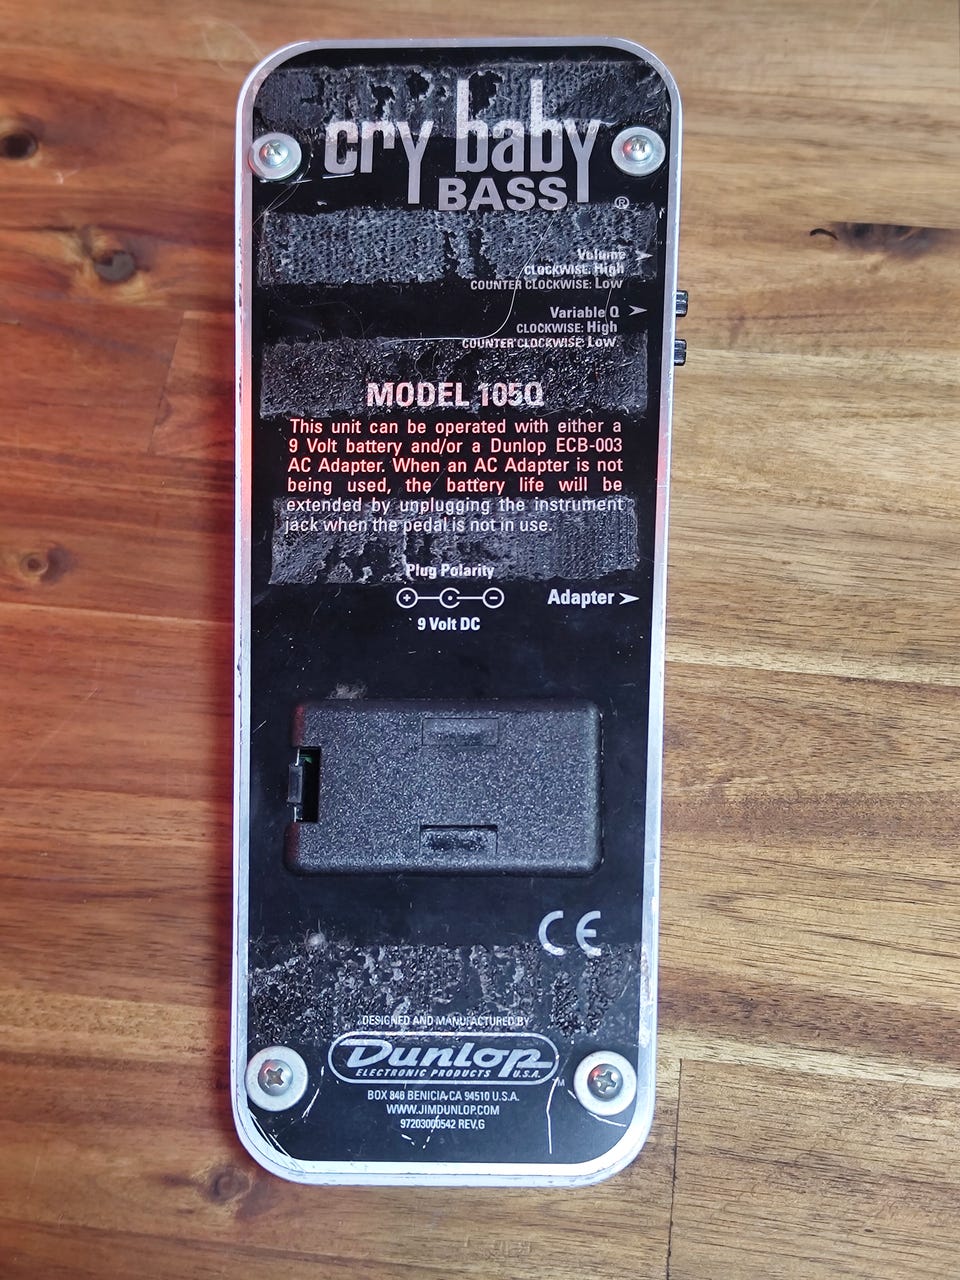 cry baby
BASS ®
Volume
CLOCKWISE: High
COUNTER CLOCKWISE: Low
Variable Q
CLOCKWISE: High
COUNTER CLOCKWISE: Low
MODEL 105Q
This unit can be operated with either a
9 Volt battery and/or a Dunlop ECB-003
AC Adapter. When an AC Adapter is not
being used, the battery life will be
extended by unplugging the instrument
jack when the pedal is not in use.
Plug Polarity
+ −
Adapter
9 Volt DC
CE
DESIGNED AND MANUFACTURED BY
Dunlop
ELECTRONIC PRODUCTS U.S.A.
TM
BOX 846 BENICIA CA 94510 U.S.A.
WWW.JIMDUNLOP.COM
97203000542 REV.G